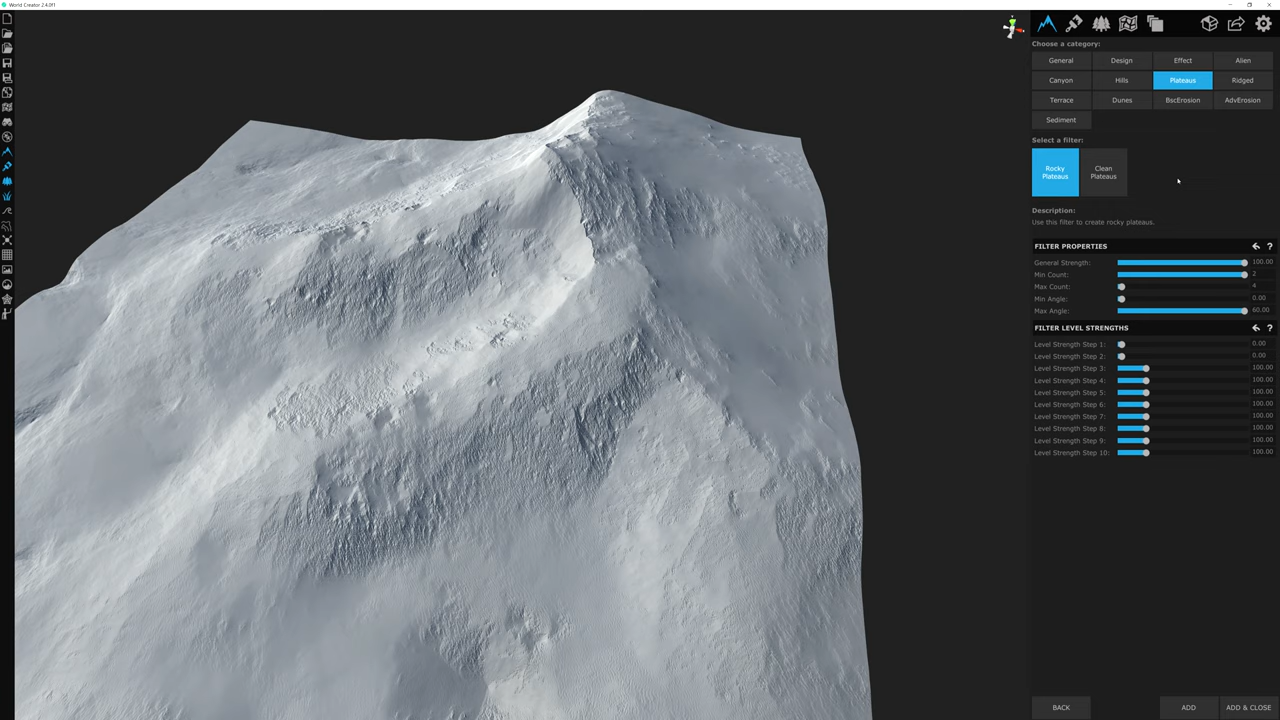 World Creator 2.4.0f1
Choose a category:
General Design Effect Alien
Canyon Hills Plateaus Ridged
Terrace Dunes BscErosion AdvErosion
Sediment
Select a filter:
Rocky Plateaus
Clean Plateaus
Description:
Use this filter to create rocky plateaus.
FILTER PROPERTIES ?
General Strength: 100.00
Min Count: 2
Max Count: 4
Min Angle: 0.00
Max Angle: 60.00
FILTER LEVEL STRENGTHS ?
Level Strength Step 1: 0.00
Level Strength Step 2: 0.00
Level Strength Step 3: 100.00
Level Strength Step 4: 100.00
Level Strength Step 5: 100.00
Level Strength Step 6: 100.00
Level Strength Step 7: 100.00
Level Strength Step 8: 100.00
Level Strength Step 9: 100.00
Level Strength Step 10: 100.00
BACK ADD ADD & CLOSE